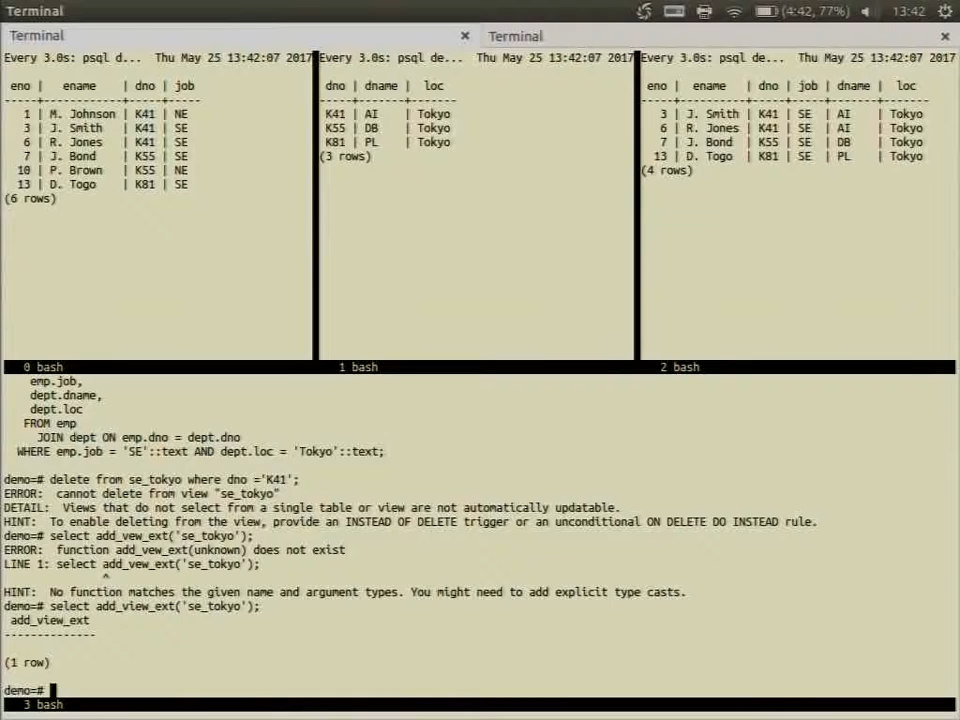 Terminal (4:42, 77%) 13:42
Terminal × Terminal ×
Every 3.0s: psql d... Thu May 25 13:42:07 2017
eno | ename | dno | job
-----+------------+-----+-----
1 | M. Johnson | K41 | NE
3 | J. Smith | K41 | SE
6 | R. Jones | K41 | SE
7 | J. Bond | K55 | SE
10 | P. Brown | K55 | NE
13 | D. Togo | K81 | SE
(6 rows)
Every 3.0s: psql de... Thu May 25 13:42:07 2017
dno | dname | loc
-----+-------+-------
K41 | AI | Tokyo
K55 | DB | Tokyo
K81 | PL | Tokyo
(3 rows)
Every 3.0s: psql de... Thu May 25 13:42:07 2017
eno | ename | dno | job | dname | loc
-----+----------+-----+-----+-------+-------
3 | J. Smith | K41 | SE | AI | Tokyo
6 | R. Jones | K41 | SE | AI | Tokyo
7 | J. Bond | K55 | SE | DB | Tokyo
13 | D. Togo | K81 | SE | PL | Tokyo
(4 rows)
0 bash 1 bash 2 bash
emp.job,
dept.dname,
dept.loc
FROM emp
JOIN dept ON emp.dno = dept.dno
WHERE emp.job = 'SE'::text AND dept.loc = 'Tokyo'::text;
demo=# delete from se_tokyo where dno ='K41';
ERROR: cannot delete from view "se_tokyo"
DETAIL: Views that do not select from a single table or view are not automatically updatable.
HINT: To enable deleting from the view, provide an INSTEAD OF DELETE trigger or an unconditional ON DELETE DO INSTEAD rule.
demo=# select add_vew_ext('se_tokyo');
ERROR: function add_vew_ext(unknown) does not exist
LINE 1: select add_vew_ext('se_tokyo');
^
HINT: No function matches the given name and argument types. You might need to add explicit type casts.
demo=# select add_view_ext('se_tokyo');
add_view_ext
--------------
(1 row)
demo=#
3 bash